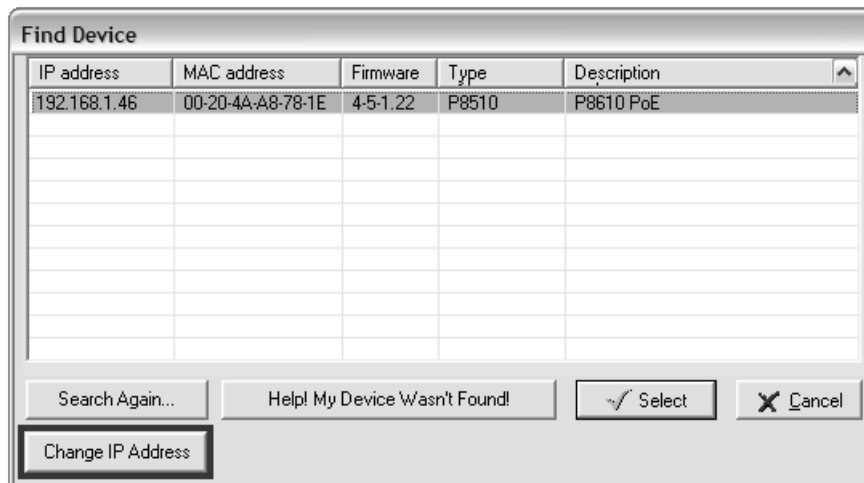 Find Device
IP address MAC address Firmware Type Description
192.168.1.46 00-20-4A-A8-78-1E 4-5-1.22 P8510 P8610 PoE
Search Again... Help! My Device Wasn't Found! Select Cancel
Change IP Address